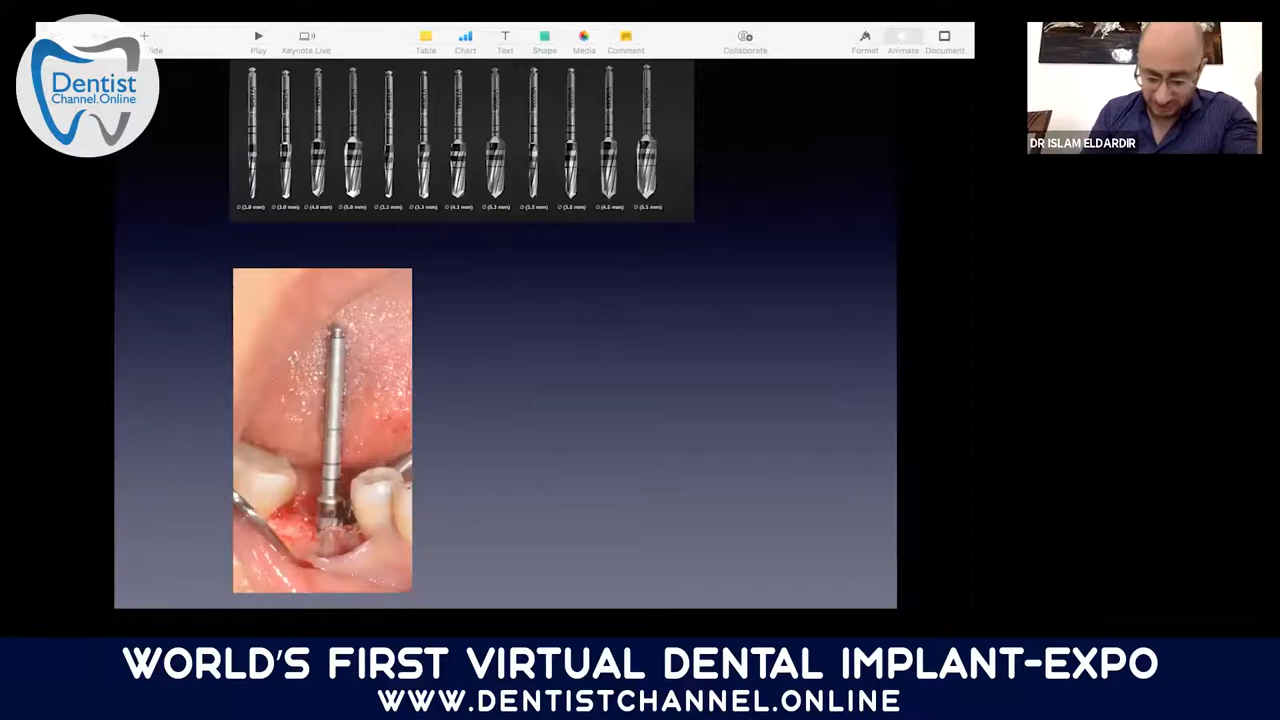 Dentist
Channel.Online
Play
Keynote Live
Table
Chart
Text
Shape
Media
Comment
Collaborate
Format
Animate
Document
DR ISLAM ELDARDIR
WORLD'S FIRST VIRTUAL DENTAL IMPLANT-EXPO
WWW.DENTISTCHANNEL.ONLINE